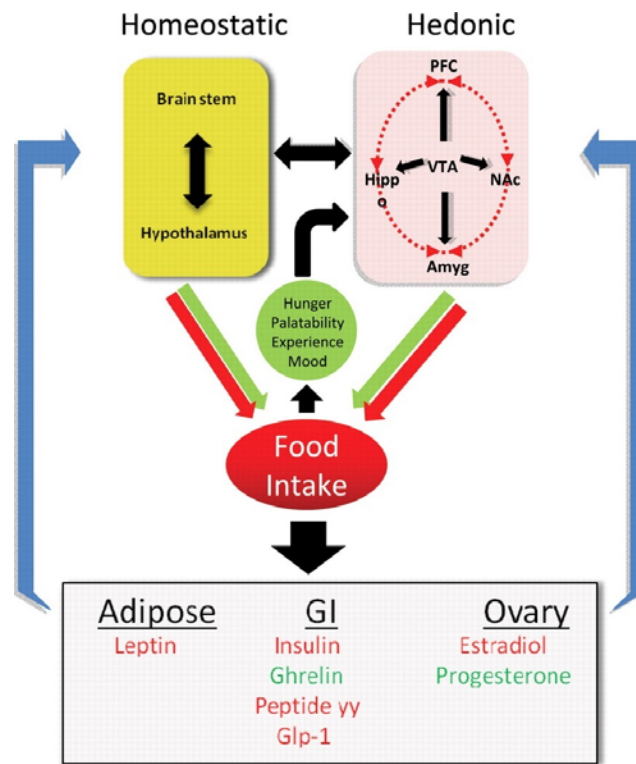 Homeostatic
Hedonic
Brain stem
Hypothalamus
PFC
VTA
Hipp
o
NAc
Amyg
Hunger
Palatability
Experience
Mood
Food
Intake
Adipose
Leptin
GI
Insulin
Ghrelin
Peptide yy
Glp-1
Ovary
Estradiol
Progesterone